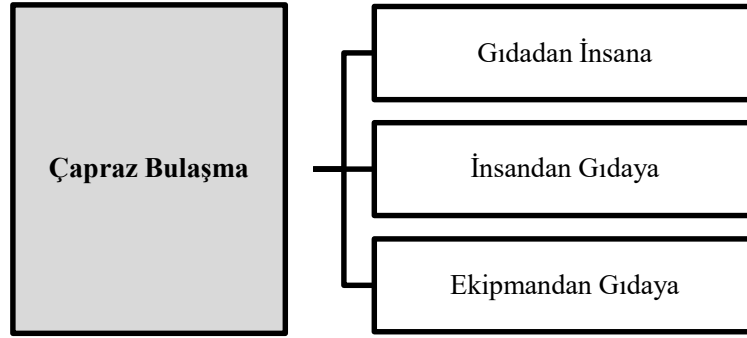 Çapraz Bulaşma
Gıdadan İnsana
İnsandan Gıdaya
Ekipmandan Gıdaya